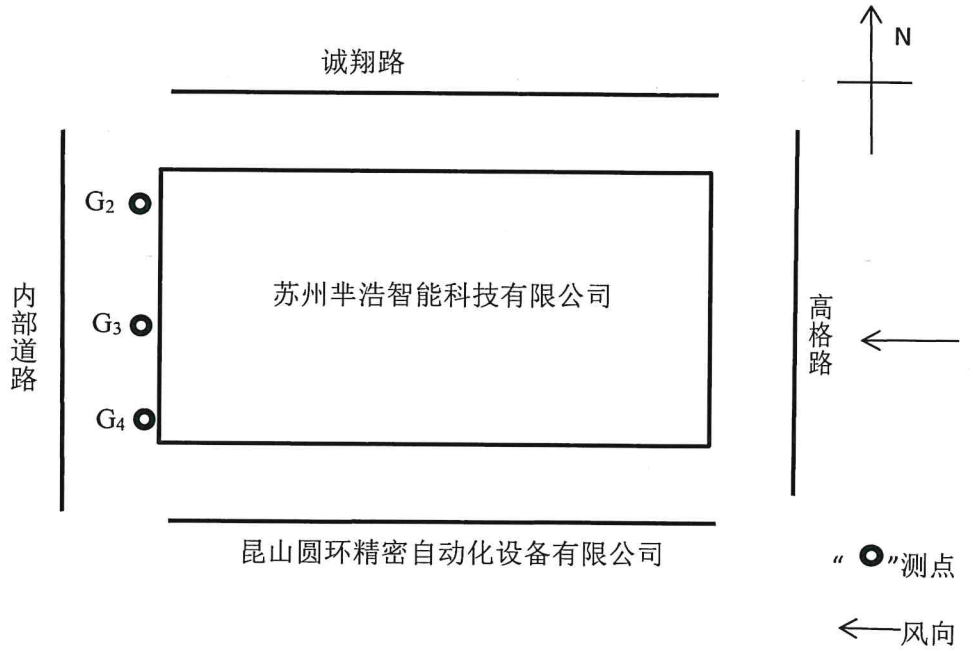 N
诚翔路
G₂
苏州芈浩智能科技有限公司
内部道路
G₃
高格路
G₄
昆山圆环精密自动化设备有限公司
“ ”测点
风向